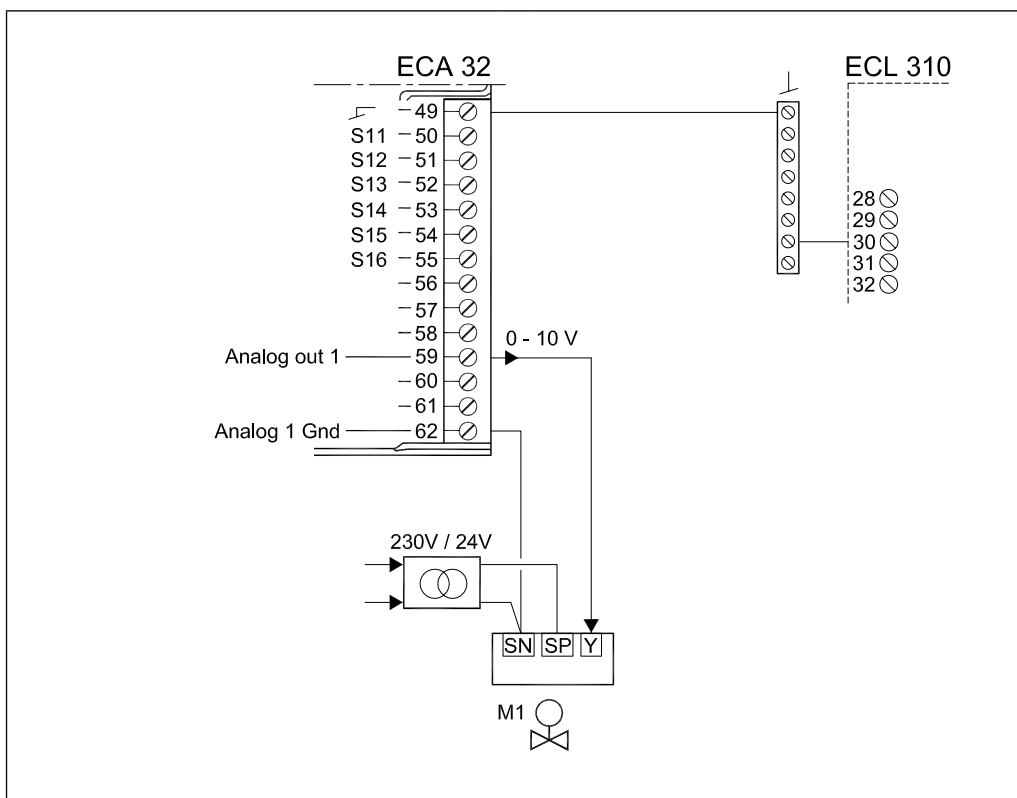 ECA 32
ECL 310
49
S11 50
S12 51
S13 52
S14 53
S15 54
S16 55
56
57
58
Analog out 1 59
60
61
Analog 1 Gnd 62
0 - 10 V
28
29
30
31
32
230V / 24V
SN SP Y
M1